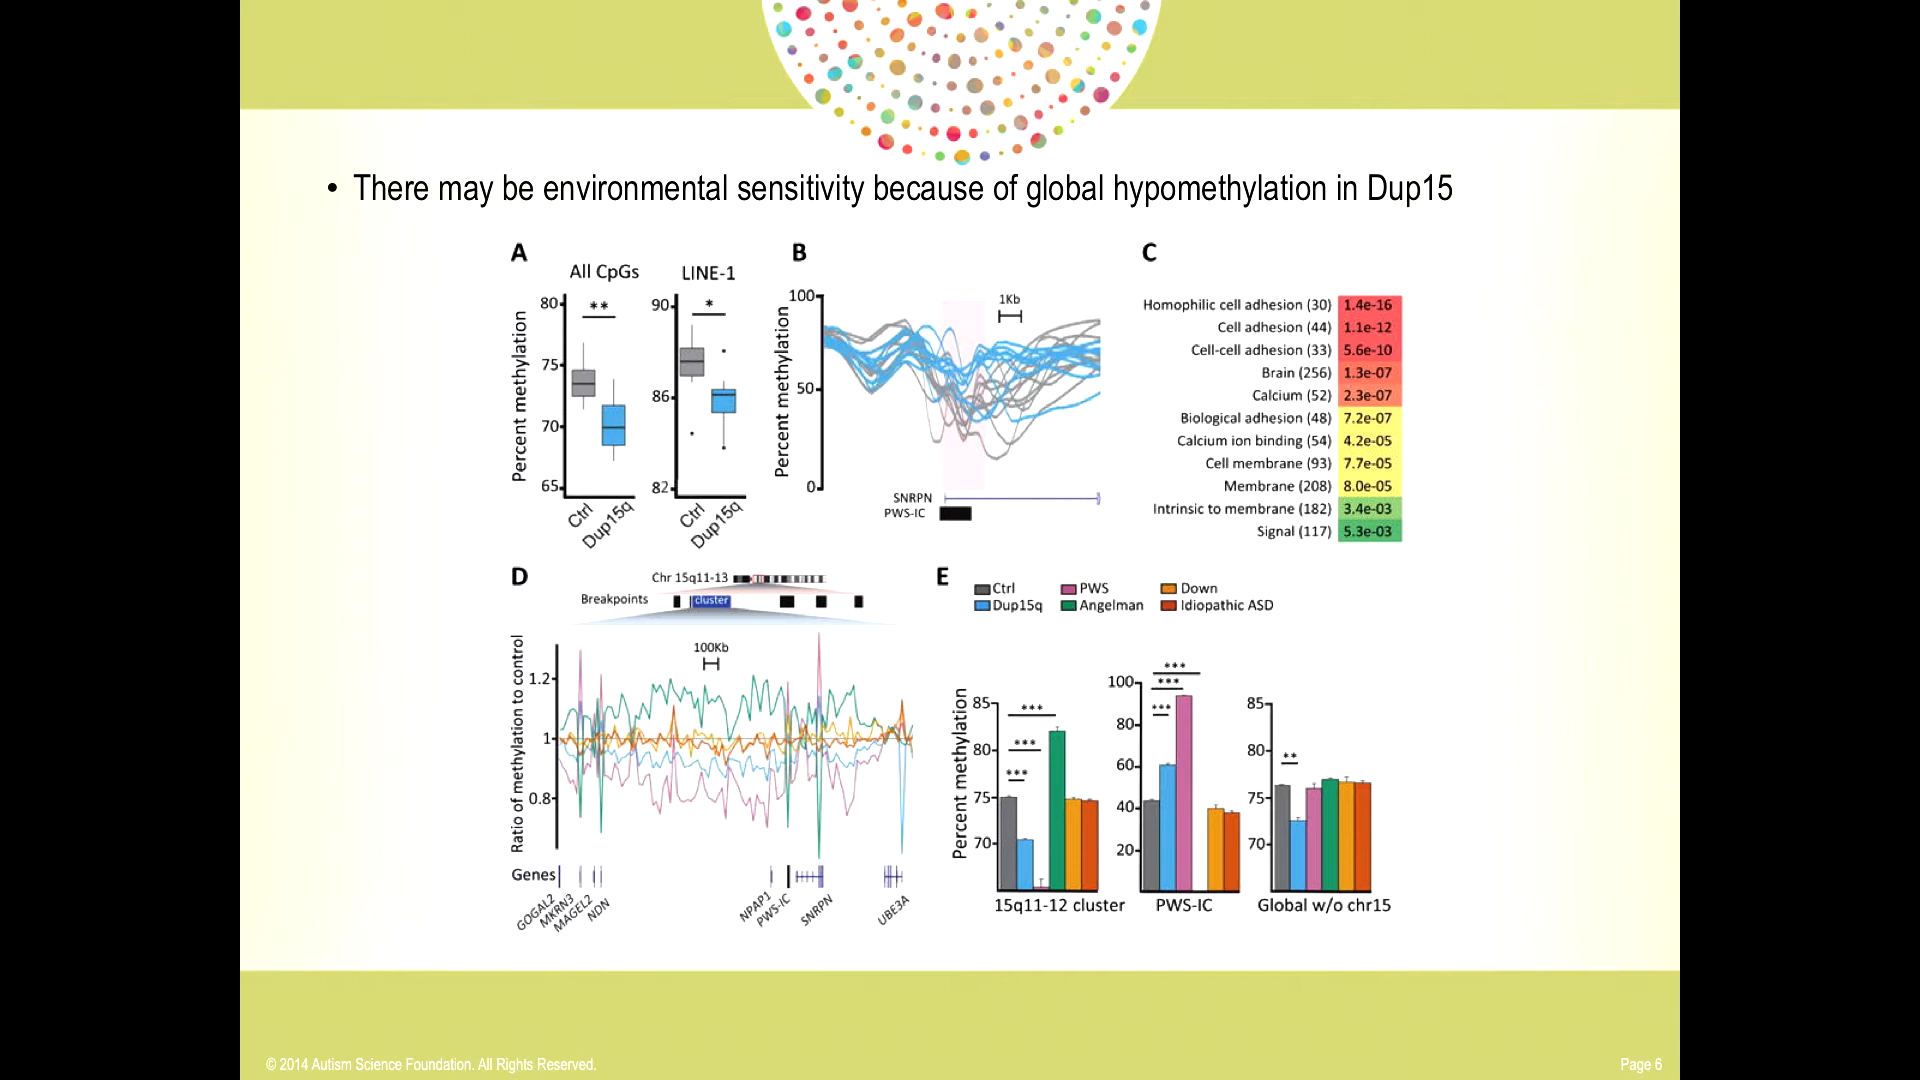 • There may be environmental sensitivity because of global hypomethylation in Dup15
A
All CpGs
LINE-1
Percent methylation
80
75
70
65
**
Ctrl
Dup15q
90
86
82
*
Ctrl
Dup15q
B
Percent methylation
100
50
0
1Kb
SNRPN
PWS-IC
C
Homophilic cell adhesion (30) 1.4e-16
Cell adhesion (44) 1.1e-12
Cell-cell adhesion (33) 5.6e-10
Brain (256) 1.3e-07
Calcium (52) 2.3e-07
Biological adhesion (48) 7.2e-07
Calcium ion binding (54) 4.2e-05
Cell membrane (93) 7.7e-05
Membrane (208) 8.0e-05
Intrinsic to membrane (182) 3.4e-03
Signal (117) 5.3e-03
D
Chr 15q11-13
Breakpoints
cluster
Ratio of methylation to control
100Kb
1.2
1
0.8
Genes
GOGAL2
MKRN3
MAGEL2
NDN
NPAP1
PWS-IC
SNRPN
UBE3A
E
Ctrl PWS Down
Dup15q Angelman Idiopathic ASD
Percent methylation
85
80
75
70
***
***
***
15q11-12 cluster
100
80
60
40
20
***
***
***
PWS-IC
85
80
75
70
**
Global w/o chr15
© 2014 Autism Science Foundation. All Rights Reserved.
Page 6